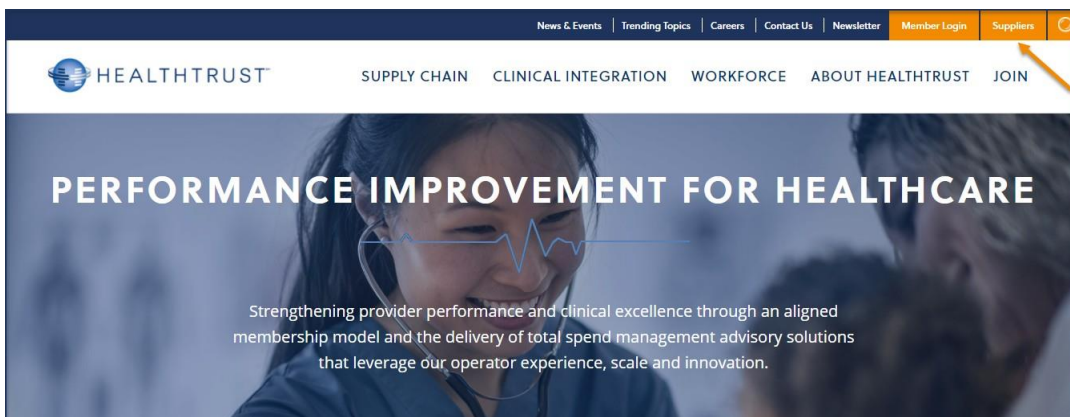 News & Events | Trending Topics | Careers | Contact Us | Newsletter Member Login Suppliers
HEALTHTRUST™ SUPPLY CHAIN CLINICAL INTEGRATION WORKFORCE ABOUT HEALTHTRUST JOIN
PERFORMANCE IMPROVEMENT FOR HEALTHCARE
Strengthening provider performance and clinical excellence through an aligned
membership model and the delivery of total spend management advisory solutions
that leverage our operator experience, scale and innovation.